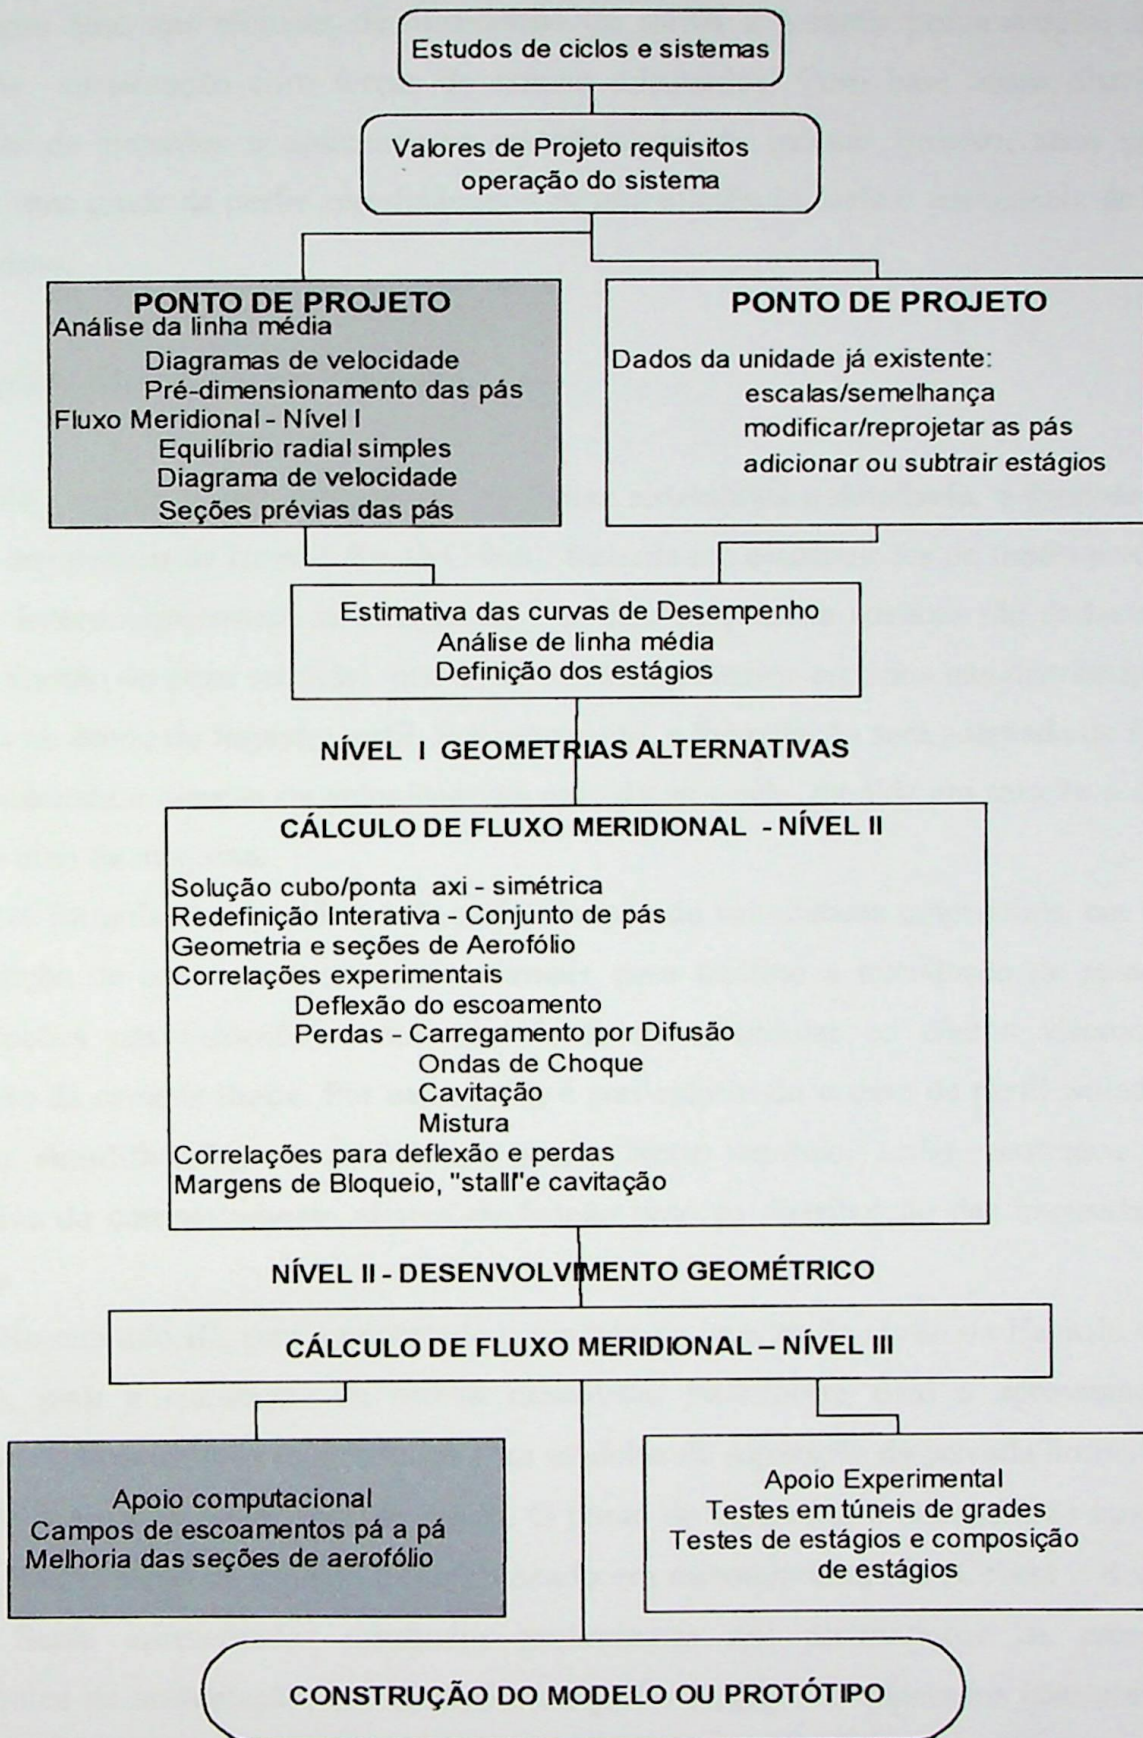 Estudos de ciclos e sistemas
Valores de Projeto requisitos
operação do sistema
PONTO DE PROJETO
Análise da linha média
Diagramas de velocidade
Pré-dimensionamento das pás
Fluxo Meridional - Nível I
Equilíbrio radial simples
Diagrama de velocidade
Seções prévias das pás
PONTO DE PROJETO
Dados da unidade já existente:
escalas/semelhança
modificar/reprojetar as pás
adicionar ou subtrair estágios
Estimativa das curvas de Desempenho
Análise de linha média
Definição dos estágios
NÍVEL I GEOMETRIAS ALTERNATIVAS
CÁLCULO DE FLUXO MERIDIONAL - NÍVEL II
Solução cubo/ponta axi - simétrica
Redefinição Interativa - Conjunto de pás
Geometria e seções de Aerofólio
Correlações experimentais
Deflexão do escoamento
Perdas - Carregamento por Difusão
Ondas de Choque
Cavitação
Mistura
Correlações para deflexão e perdas
Margens de Bloqueio, "stalll"e cavitação
NÍVEL II - DESENVOLVIMENTO GEOMÉTRICO
CÁLCULO DE FLUXO MERIDIONAL – NÍVEL III
Apoio computacional
Campos de escoamentos pá a pá
Melhoria das seções de aerofólio
Apoio Experimental
Testes em túneis de grades
Testes de estágios e composição
de estágios
CONSTRUÇÃO DO MODELO OU PROTÓTIPO